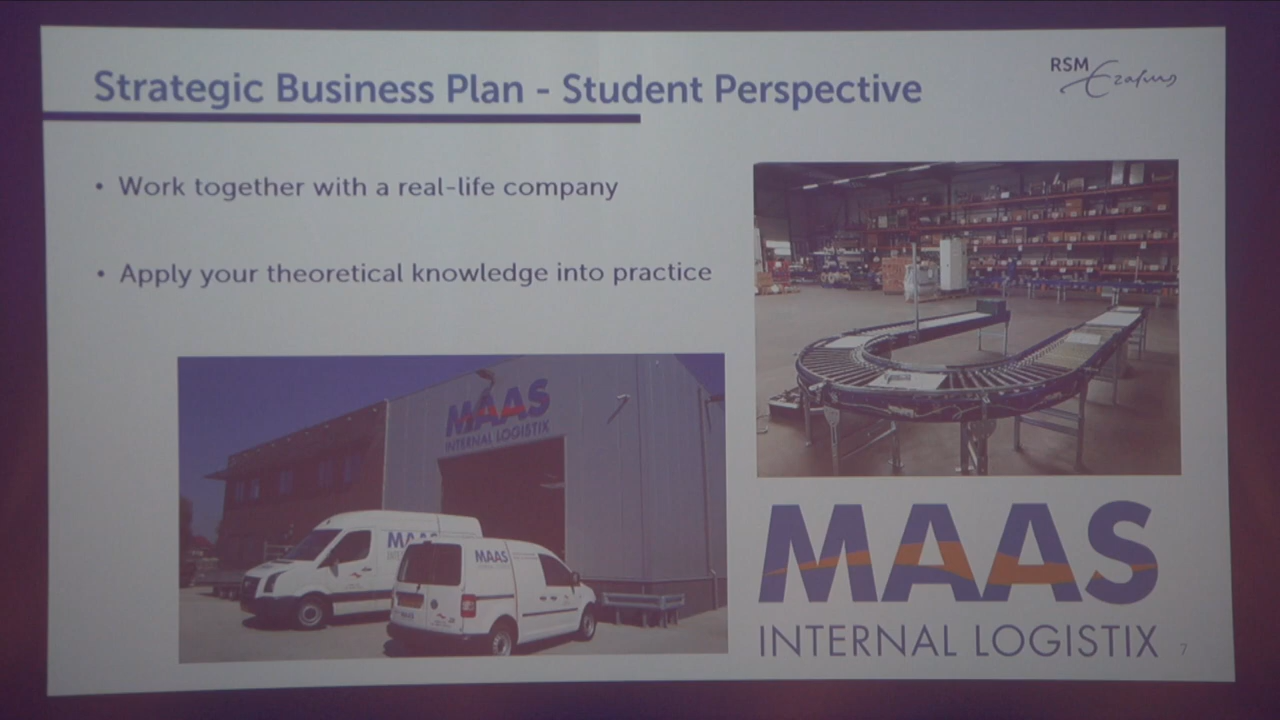 Strategic Business Plan - Student Perspective
RSM
Erasmus
• Work together with a real-life company
• Apply your theoretical knowledge into practice
MAAS
INTERNAL LOGISTIX
MAAS
MAAS
MAAS
INTERNAL LOGISTIX
7